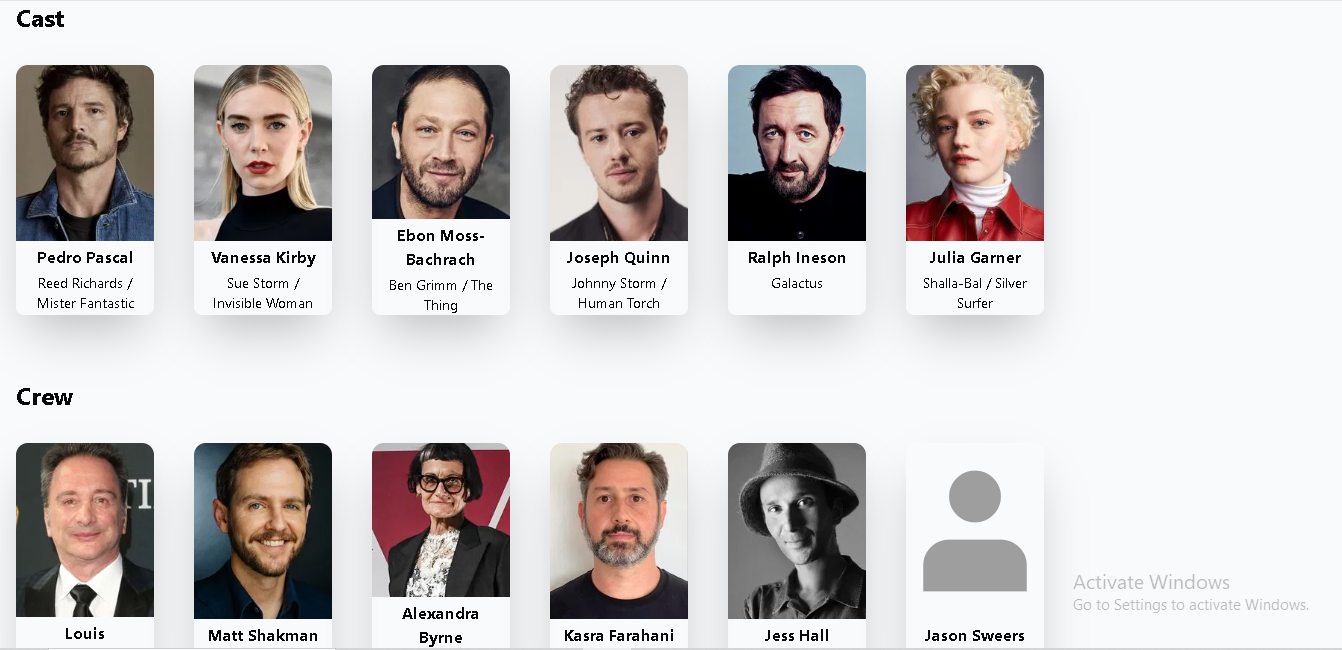 Cast
Pedro Pascal
Reed Richards /
Mister Fantastic
Vanessa Kirby
Sue Storm /
Invisible Woman
Ebon Moss-
Bachrach
Ben Grimm / The
Thing
Joseph Quinn
Johnny Storm /
Human Torch
Ralph Ineson
Galactus
Julia Garner
Shalla-Bal / Silver
Surfer
Crew
TI
Louis
Matt Shakman
Alexandra
Byrne
Kasra Farahani
Jess Hall
Jason Sweers
Activate Windows
Go to Settings to activate Windows.